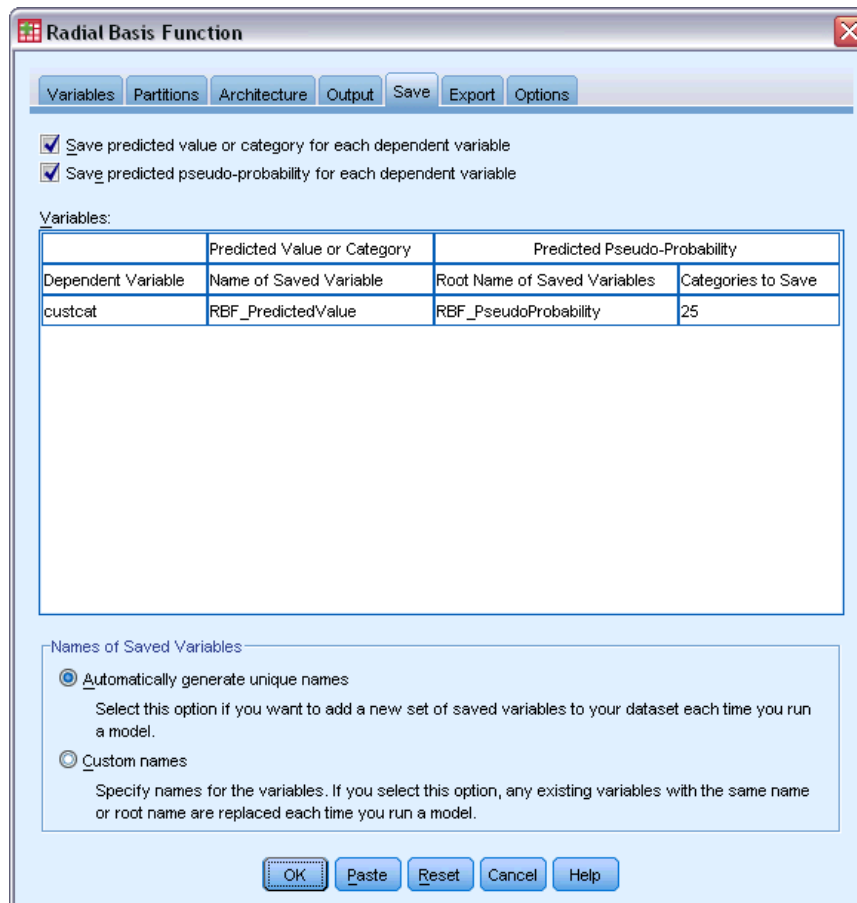 Radial Basis Function
Variables Partitions Architecture Output Save Export Options
Save predicted value or category for each dependent variable
Save predicted pseudo-probability for each dependent variable
Variables:
Predicted Value or Category Predicted Pseudo-Probability
Dependent Variable Name of Saved Variable Root Name of Saved Variables Categories to Save
custcat RBF_PredictedValue RBF_PseudoProbability 25
Names of Saved Variables
Automatically generate unique names
Select this option if you want to add a new set of saved variables to your dataset each time you run
a model.
Custom names
Specify names for the variables. If you select this option, any existing variables with the same name
or root name are replaced each time you run a model.
OK Paste Reset Cancel Help